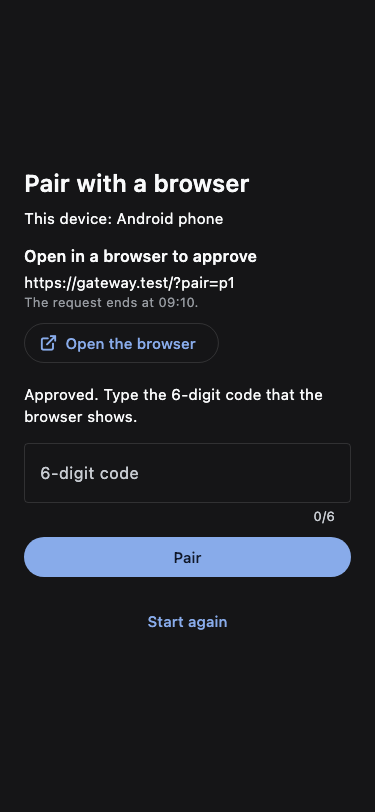 Pair with a browser
This device: Android phone
Open in a browser to approve
https://gateway.test/?pair=p1
The request ends at 09:10.
Open the browser
Approved. Type the 6-digit code that the
browser shows.
6-digit code
0/6
Pair
Start again